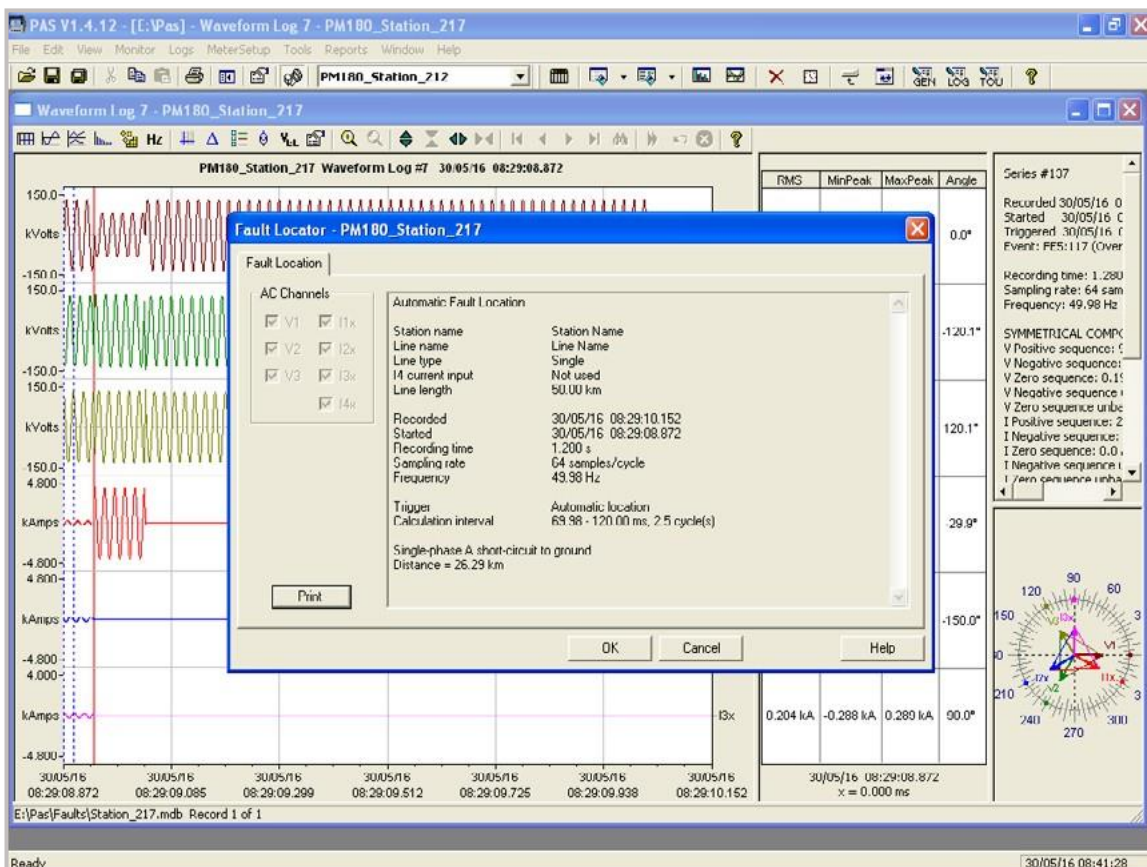 PAS V1.4.12 - [E:\Pas] - Waveform Log 7 - PM180_Station_217
File Edit View Monitor Logs MeterSetup Tools Reports Window Help
PM180_Station_212
GEN LOG TOU
Waveform Log 7 - PM180_Station_217
Hz
PM180_Station_217 Waveform Log #7 30/05/16 08:29:08.872
RMS MinPeak MaxPeak Angle
150.0
kVolts
-150.0
0.0°
150.0
kVolts
-150.0
-120.1°
150.0
kVolts
150.0
120.1°
4.800
kAmps
-4.800
29.9°
4 800
kAmps
-4.800
-150.0°
4.000
kAmps
-4.800
I3x
0.204 kA -0.288 kA 0.289 kA 90.0°
Fault Locator - PM180_Station_217
Fault Location
AC Channels
V1 I1x
V2 I2x
V3 I3x
I4x
Print
Automatic Fault Location
Station name Station Name
Line name Line Name
Line type Single
I4 current input Not used
Line length 50.00 km
Recorded 30/05/16 08:29:10.152
Started 30/05/16 08:29:08.872
Recording time 1.200 s
Sampling rate 64 samples/cycle
Frequency 49.98 Hz
Trigger Automatic location
Calculation interval 69.98 - 120.00 ms, 2.5 cycle(s)
Single-phase A short-circuit to ground
Distance = 26.29 km
OK Cancel Help
30/05/16 30/05/16 30/05/16 30/05/16 30/05/16 30/05/16 30/05/16
08:29:08.872 08:29:09.085 08:29:09.299 08:29:09.512 08:29:09.725 08:29:09.938 08:29:10.152
30/05/16 08:29:08.872
x = 0.000 ms
Series #137
Recorded 30/05/16 0
Started 30/05/16
Triggered 30/05/16
Event: FE5:117 (Over
Recording time: 1.280
Sampling rate: 64 sam
Frequency: 49.98 Hz
SYMMETRICAL COMPO
V Positive sequence:
V Negative sequence:
V Zero sequence: 0.19
V Negative sequence
V Zero sequence unba
I Positive sequence: 2
I Negative sequence:
I Zero sequence: 0.0
I Negative sequence
I Zero sequence unba
90
120 60
150 V3 I3x 3
0 V1
I2x V2 I1x
210 3
240 300
270
E:\Pas\Faults\Station_217.mdb Record 1 of 1
Ready 30/05/16 08:41:28